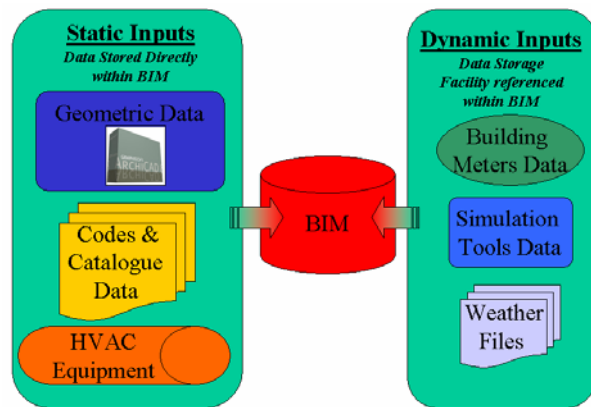 Static Inputs
Data Stored Directly
within BIM
Geometric Data
ARCHICAD
Codes &
Catalogue
Data
HVAC
Equipment
BIM
Dynamic Inputs
Data Storage
Facility referenced
within BIM
Building
Meters Data
Simulation
Tools Data
Weather
Files